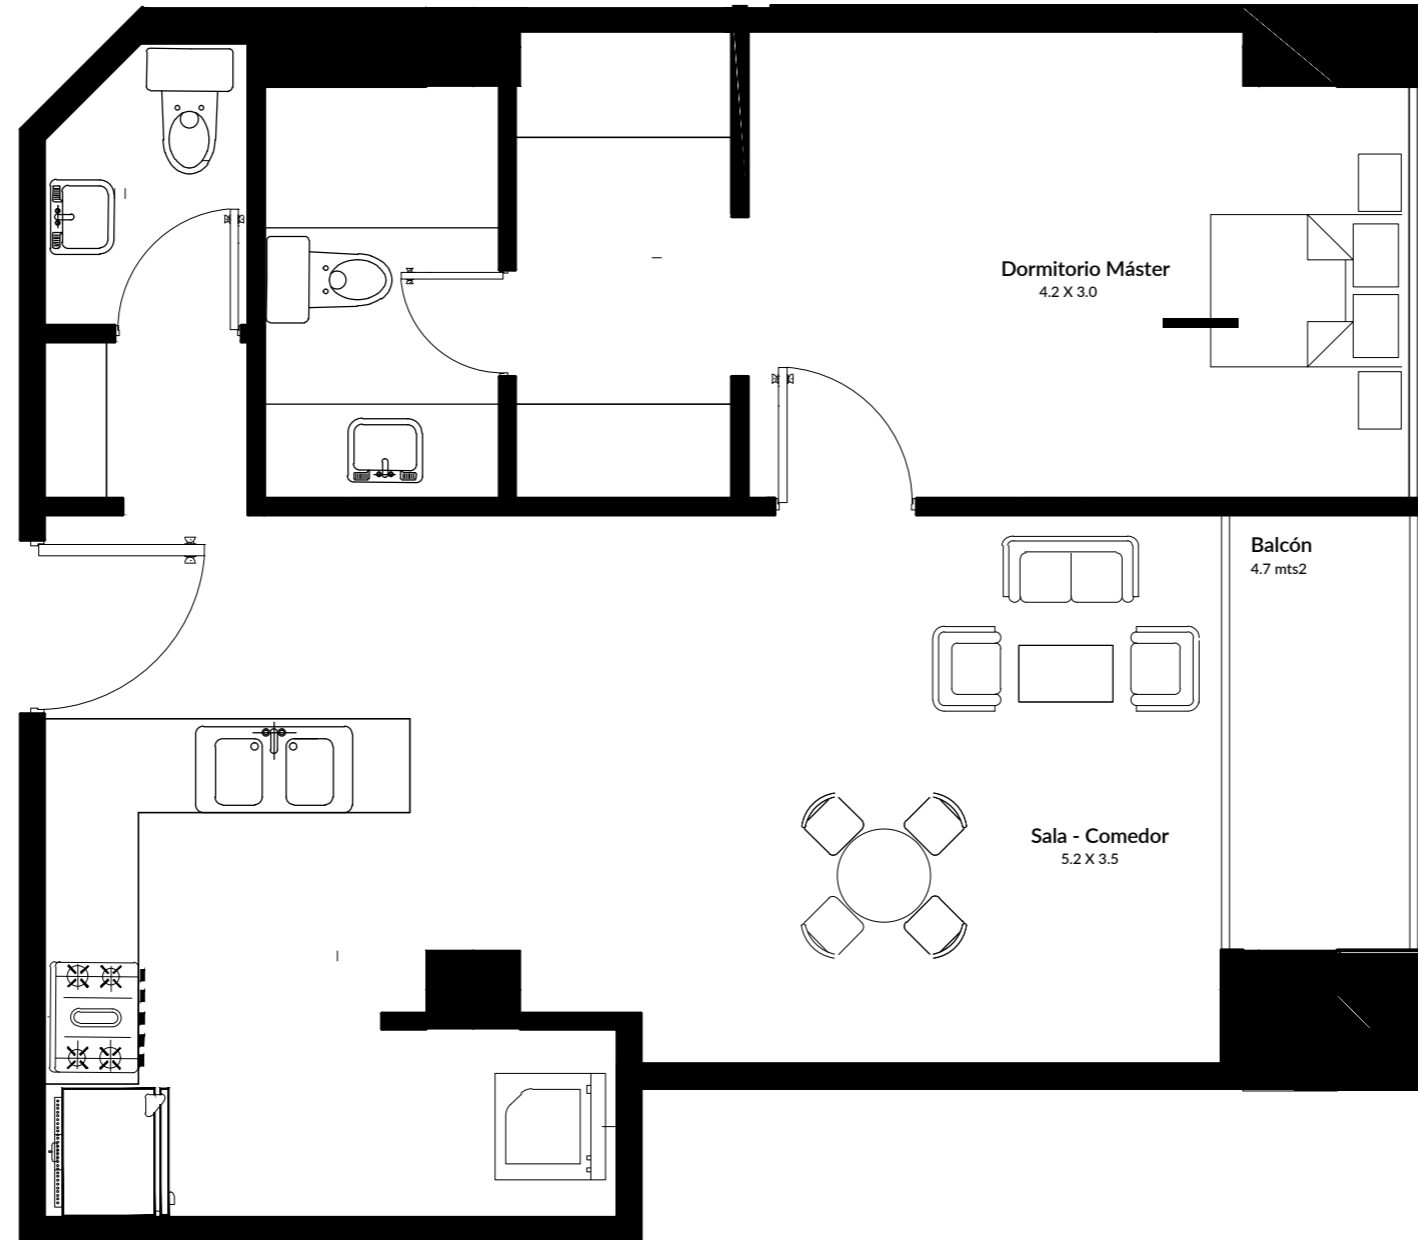 Dormitorio Máster
4.2 X 3.0
Balcón
4.7 mts2
Sala - Comedor
5.2 X 3.5